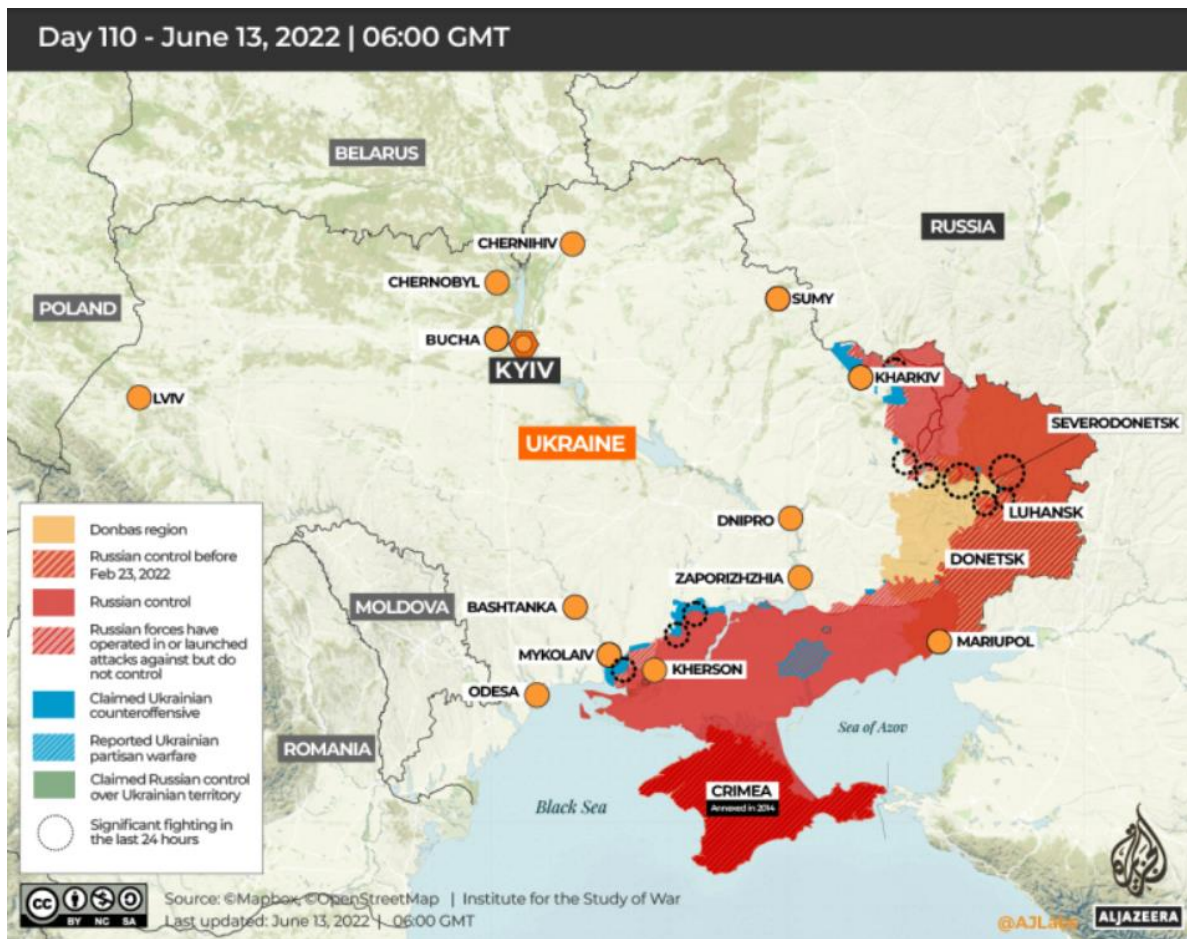 Day 110 - June 13, 2022 | 06:00 GMT
BELARUS
RUSSIA
CHERNIHIV
CHERNOBYL
SUMY
POLAND
BUCHA
KYIV
KHARKIV
LVIV
SEVERODONETSK
UKRAINE
LUHANSK
DNIPRO
DONETSK
ZAPORIZHZHIA
MOLDOVA
BASHTANKA
MARIUPOL
MYKOLAIV
KHERSON
ODESA
Sea of Azov
ROMANIA
CRIMEA
Annexed in 2014
Black Sea
Donbas region
Russian control before
Feb 23, 2022
Russian control
Russian forces have
operated in or launched
attacks against but do
not control
Claimed Ukrainian
counteroffensive
Reported Ukrainian
partisan warfare
Claimed Russian control
over Ukrainian territory
Significant fighting in
the last 24 hours
cc
BY NC SA
Source: ©Mapbox, ©OpenStreetMap | Institute for the Study of War
Last updated: June 13, 2022 | 06:00 GMT
@AJLabs
ALJAZEERA